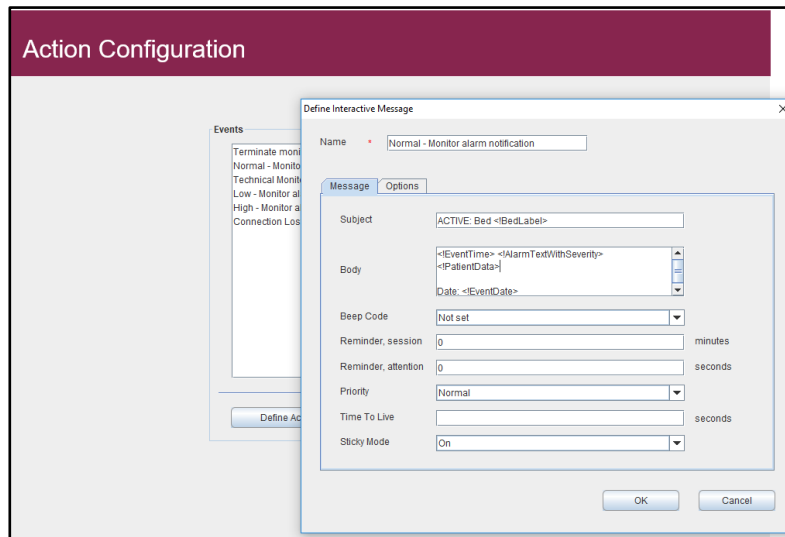 Action Configuration
Define Interactive Message
Events
Name * Normal - Monitor alarm notification
Terminate moni
Normal - Monito
Technical Monit
Low - Monitor al
High - Monitor a
Connection Los
Message Options
Subject ACTIVE: Bed <!BedLabel>
Body <!EventTime> <!AlarmTextWithSeverity>
<!PatientData>
Date: <!EventDate>
Beep Code Not set
Reminder, session 0 minutes
Reminder, attention 0 seconds
Priority Normal
Time To Live seconds
Sticky Mode On
Define Ac
OK Cancel